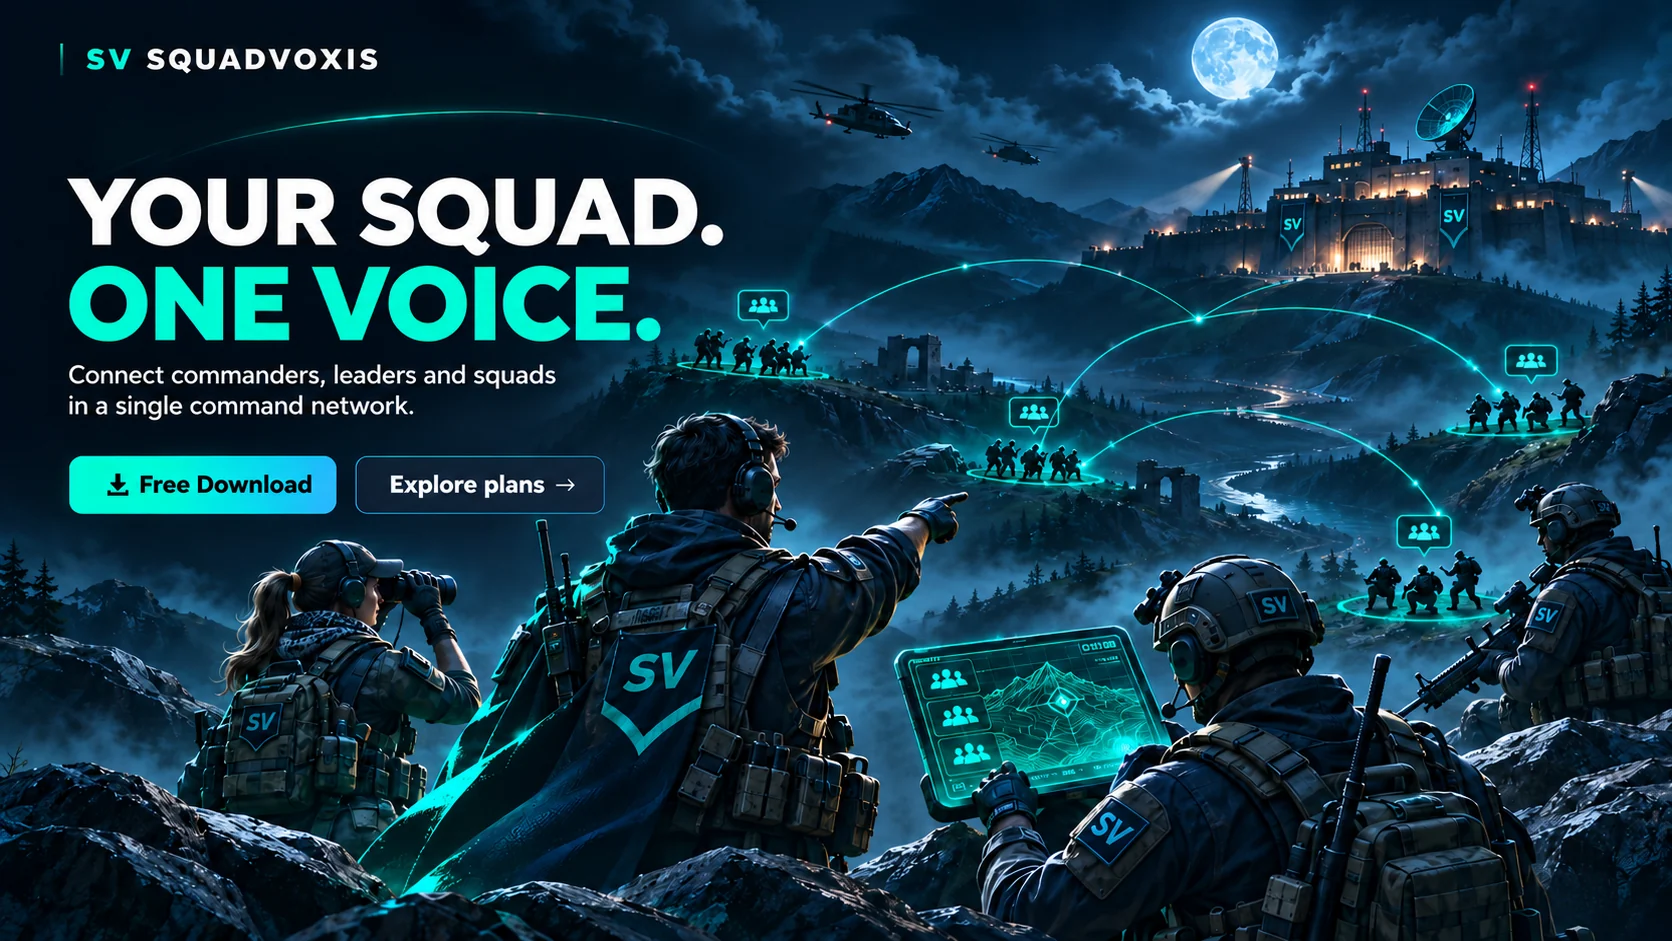 SV SQUADVOXIS
YOUR SQUAD.
ONE VOICE.
Connect commanders, leaders and squads
in a single command network.
Free Download
Explore plans →
SV
SV
SV
SV
SV
SV
SV